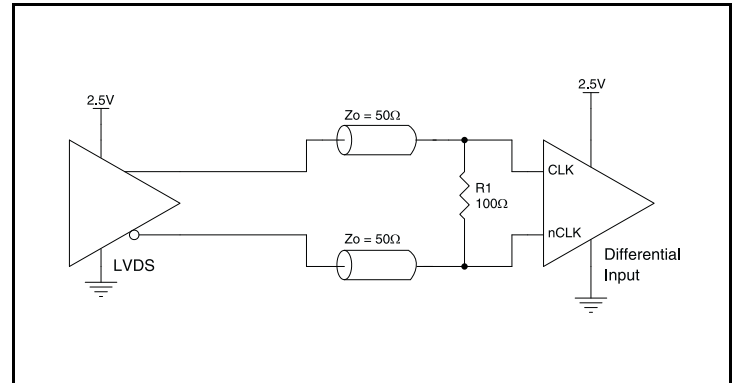 2.5V
2.5V
Zo = 50Ω
CLK
R1
100Ω
Zo = 50Ω
nCLK
LVDS
Differential
Input